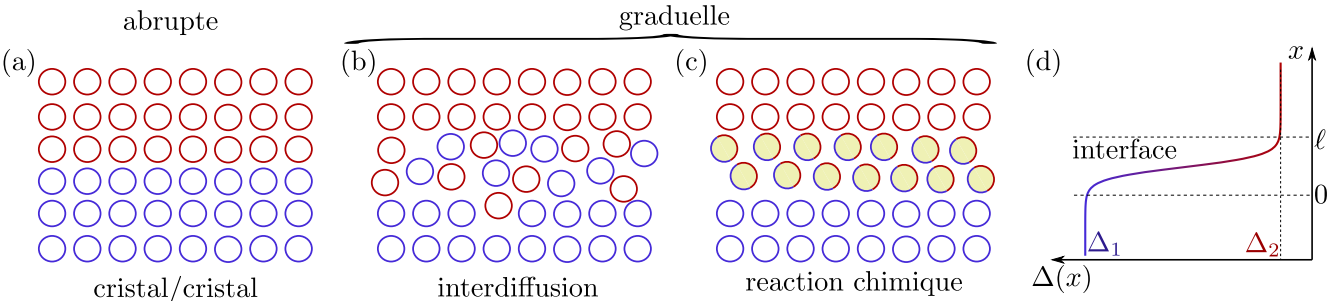 abrupte
graduelle
(a)
(b)
(c)
(d)
x
interface
ℓ
0
Δ₁
Δ₂
Δ(x)
cristal/cristal
interdiffusion
reaction chimique